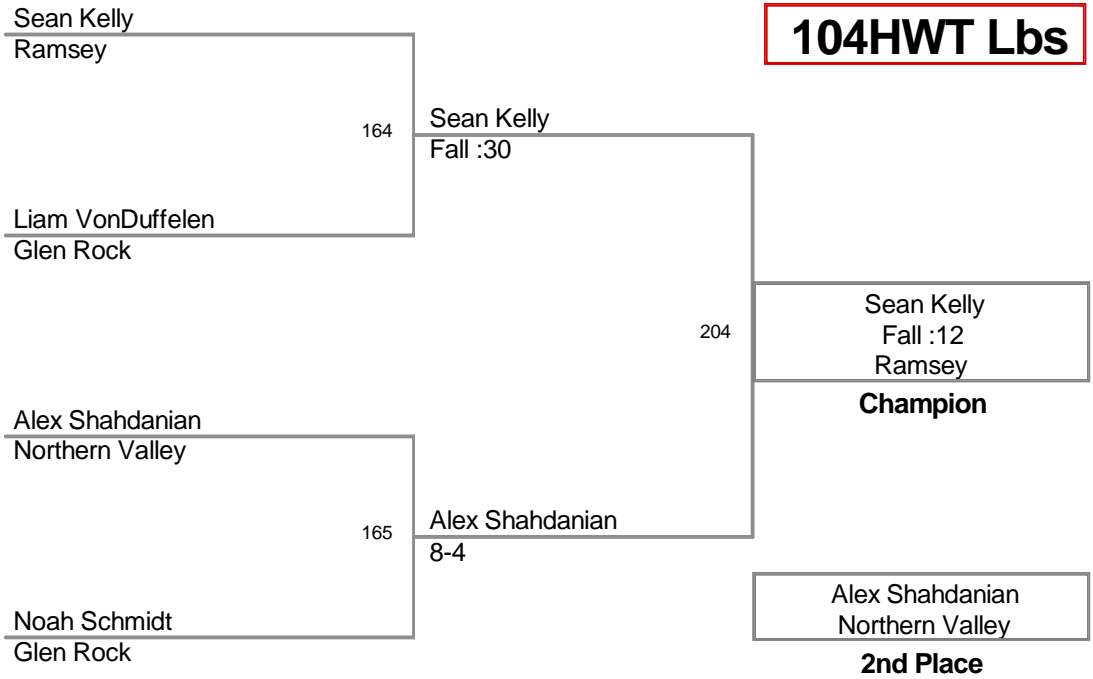 Sean Kelly
Ramsey
104HWT Lbs
164
Sean Kelly
Fall :30
Liam VonDuffelen
Glen Rock
204
Sean Kelly
Fall :12
Ramsey
Champion
Alex Shahdanian
Northern Valley
165
Alex Shahdanian
8-4
Noah Schmidt
Glen Rock
Alex Shahdanian
Northern Valley
2nd Place